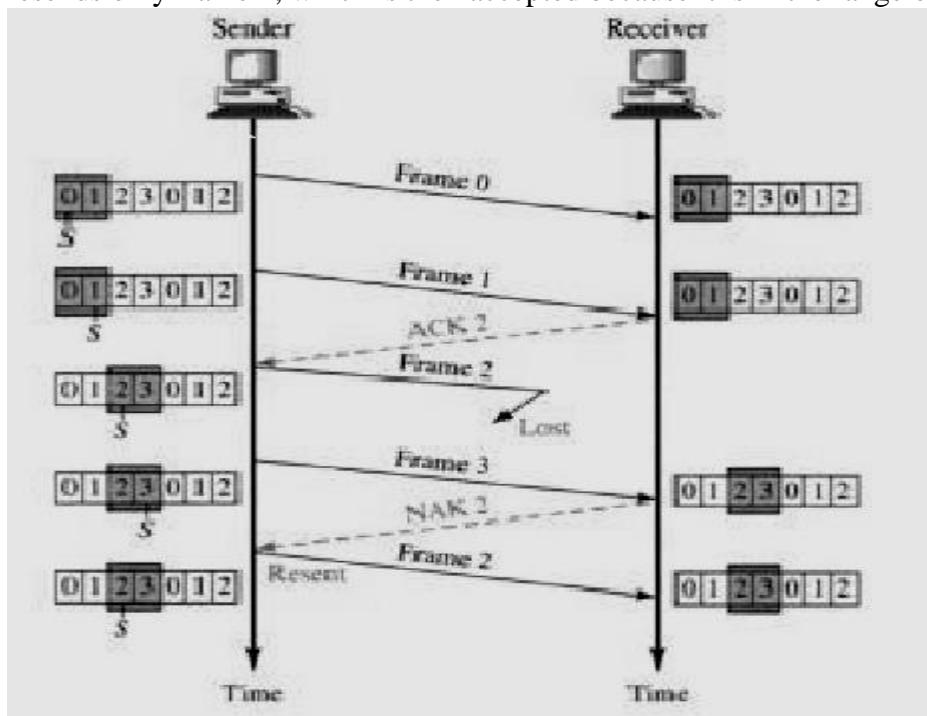 Sender Receiver
Frame 0
0 1 2 3 0 1 2
0 1 2 3 0 1 2
S
Frame 1
0 1 2 3 0 1 2
0 1 2 3 0 1 2
S
ACK 2
Frame 2
0 1 2 3 0 1 2
S
Lost
Frame 3
0 1 2 3 0 1 2
0 1 2 3 0 1 2
S
NAK 2
Frame 2
Resent
0 1 2 3 0 1 2
0 1 2 3 0 1 2
S
Time Time